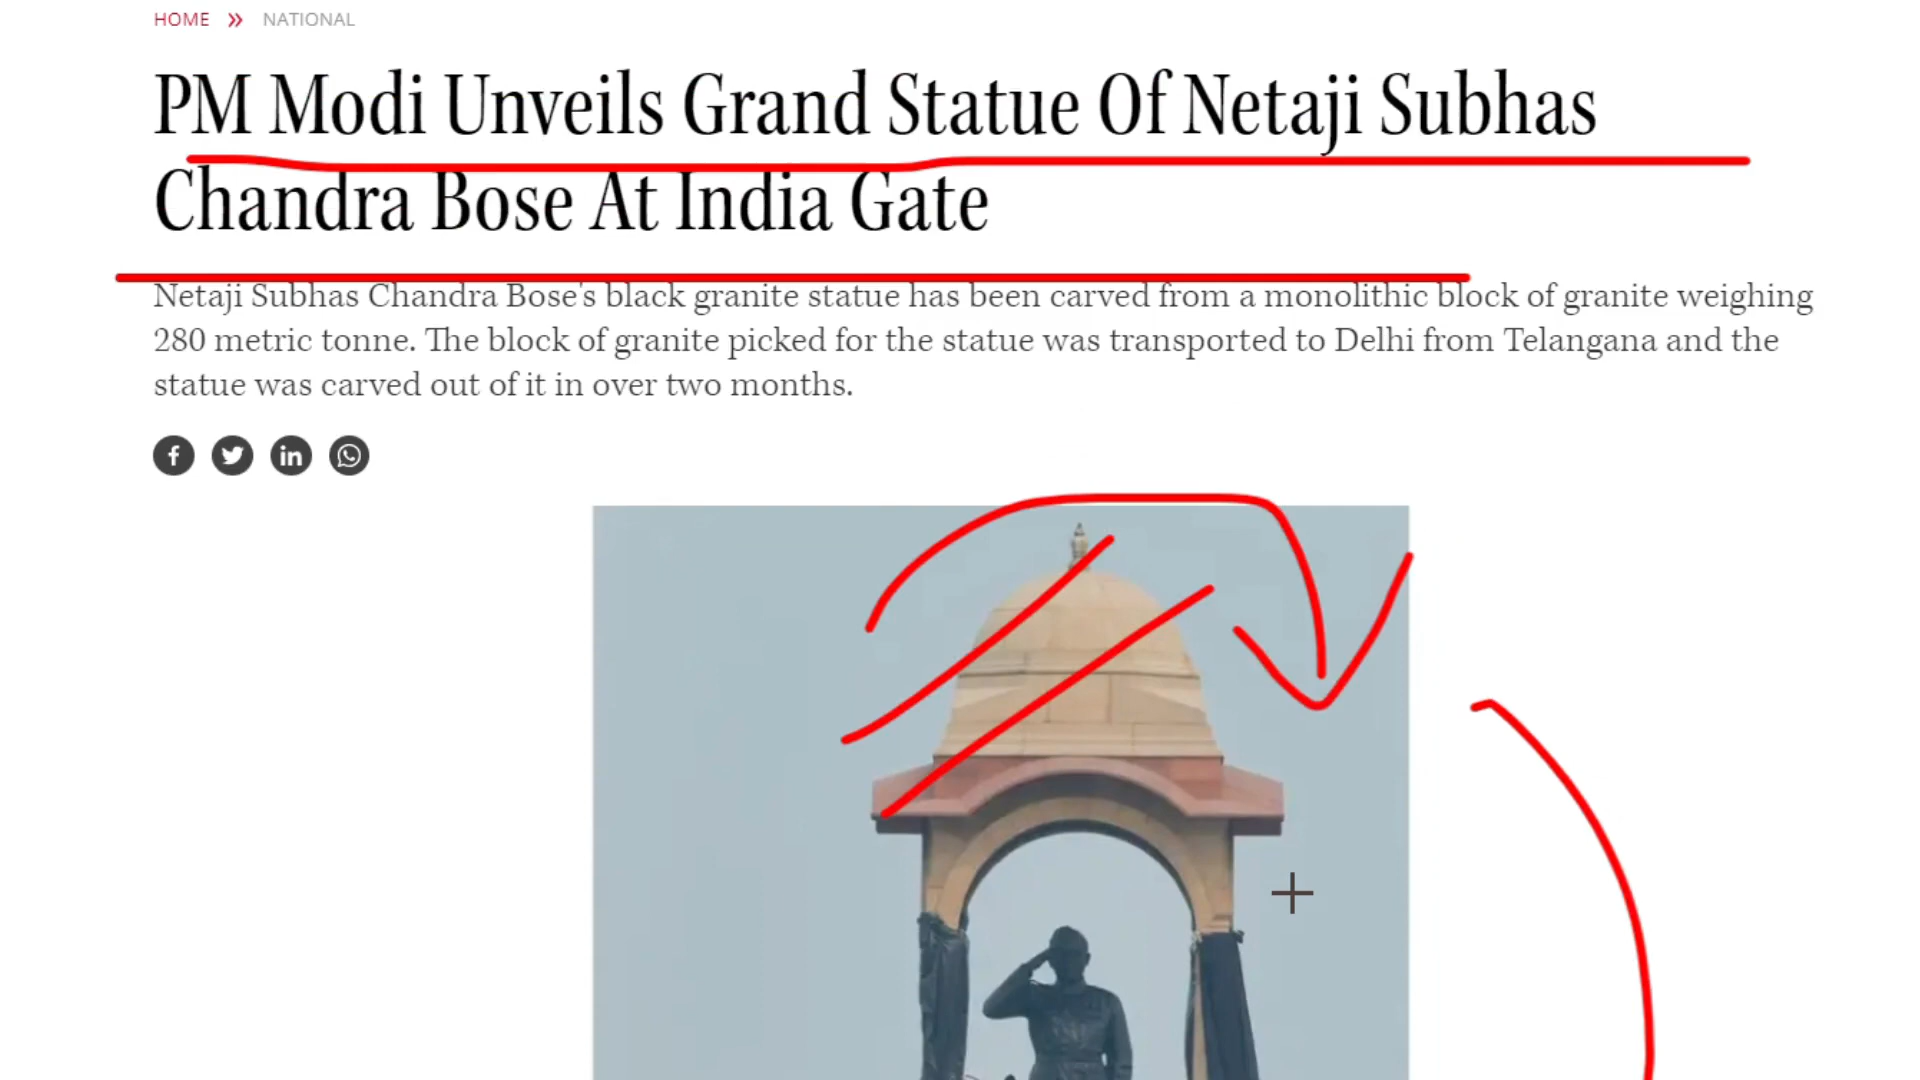 HOME » NATIONAL
PM Modi Unveils Grand Statue Of Netaji Subhas
Chandra Bose At India Gate
Netaji Subhas Chandra Bose's black granite statue has been carved from a monolithic block of granite weighing
280 metric tonne. The block of granite picked for the statue was transported to Delhi from Telangana and the
statue was carved out of it in over two months.